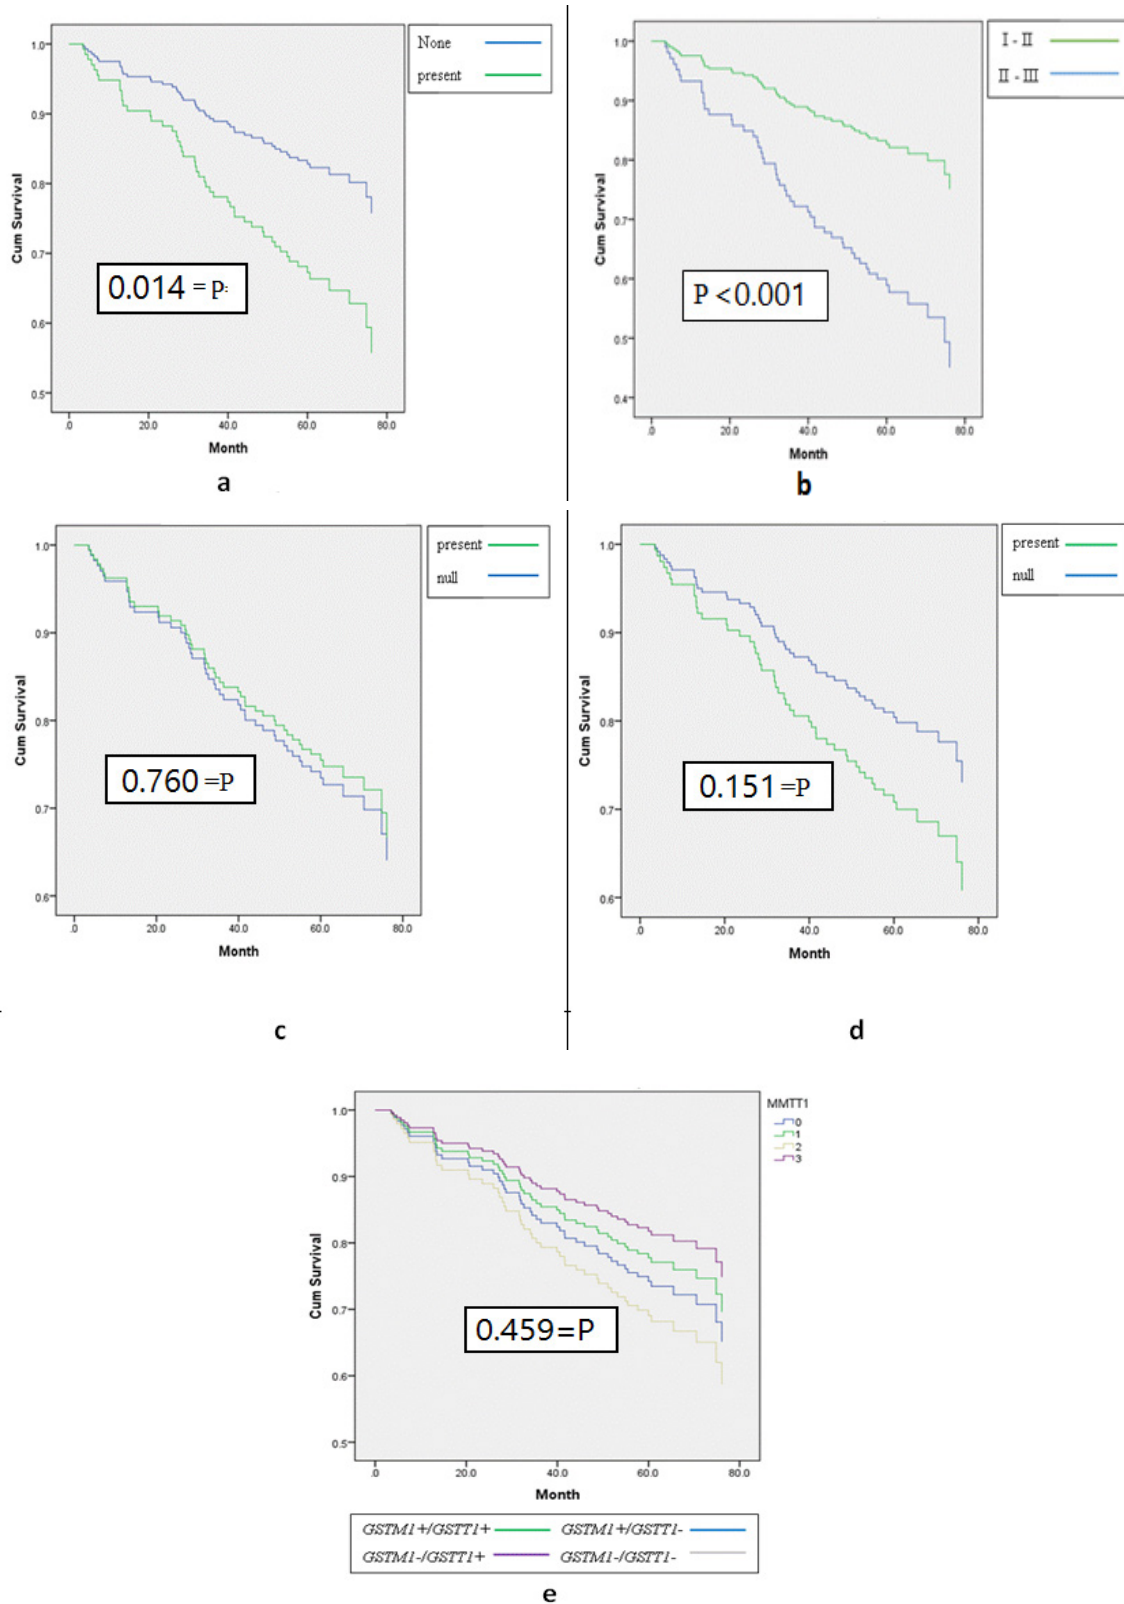 None
present
1.0
0.9
0.8
0.7
0.6
0.5
Cum Survival
0.014 = P:
.0 20.0 40.0 60.0 80.0
Month
a
I - II
II - III
1.0
0.9
0.8
0.7
0.6
0.5
0.4
Cum Survival
P <0.001
.0 20.0 40.0 60.0 80.0
Month
b
present
null
1.0
0.9
0.8
0.7
0.6
Cum Survival
0.760 =P
.0 20.0 40.0 60.0 80.0
Month
c
present
null
1.0
0.9
0.8
0.7
0.6
Cum Survival
0.151 =P
.0 20.0 40.0 60.0 80.0
Month
d
MMTT1
0
1
2
3
1.0
0.9
0.8
0.7
0.6
0.5
Cum Survival
0.459=P
.0 20.0 40.0 60.0 80.0
Month
GSTM1+/GSTT1+ GSTM1+/GSTT1-
GSTM1-/GSTT1+ GSTM1-/GSTT1-
e